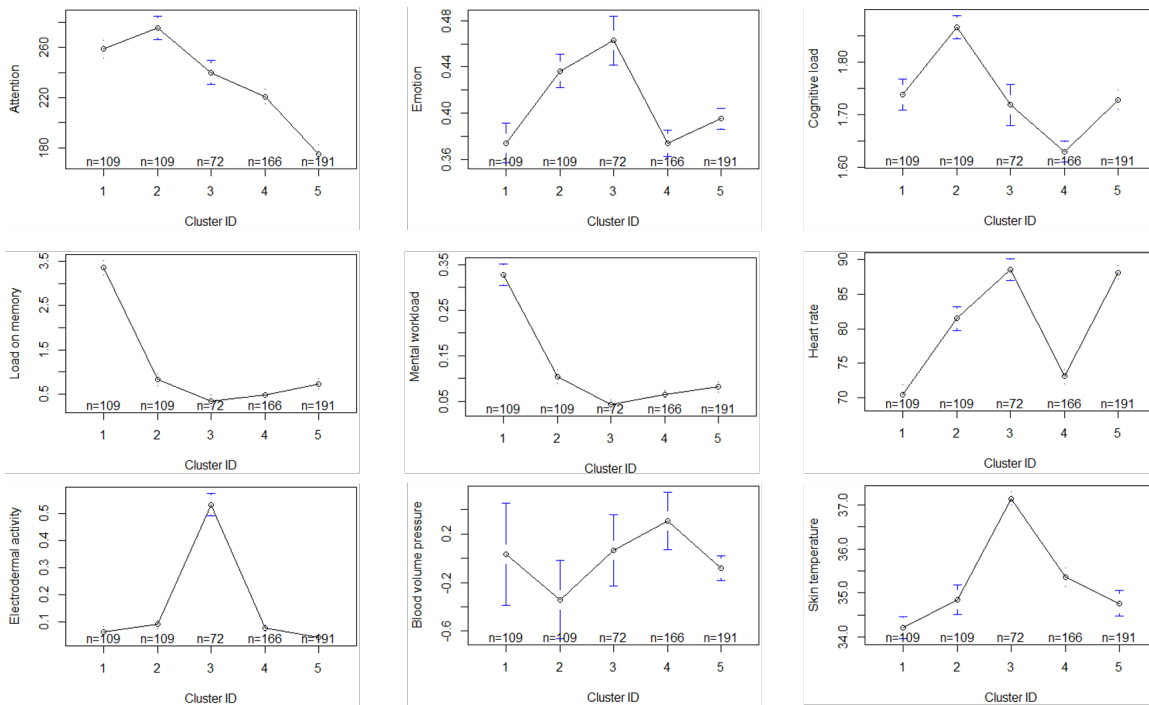 Attention
260
220
180
n=109 n=109 n=72 n=166 n=191
1 2 3 4 5
Cluster ID
Emotion
0.48
0.44
0.40
0.36
n=109 n=109 n=72 n=166 n=191
1 2 3 4 5
Cluster ID
Cognitive load
1.80
1.70
1.60
n=109 n=109 n=72 n=166 n=191
1 2 3 4 5
Cluster ID
Load on memory
3.5
2.5
1.5
0.5
n=109 n=109 n=72 n=166 n=191
1 2 3 4 5
Cluster ID
Mental workload
0.35
0.25
0.15
0.05
n=109 n=109 n=72 n=166 n=191
1 2 3 4 5
Cluster ID
Heart rate
90
85
80
75
70
n=109 n=109 n=72 n=166 n=191
1 2 3 4 5
Cluster ID
Electrodermal activity
0.5
0.4
0.3
0.2
0.1
n=109 n=109 n=72 n=166 n=191
1 2 3 4 5
Cluster ID
Blood volume pressure
0.2
-0.2
-0.6
n=109 n=109 n=72 n=166 n=191
1 2 3 4 5
Cluster ID
Skin temperature
37.0
36.0
35.0
34.0
n=109 n=109 n=72 n=166 n=191
1 2 3 4 5
Cluster ID